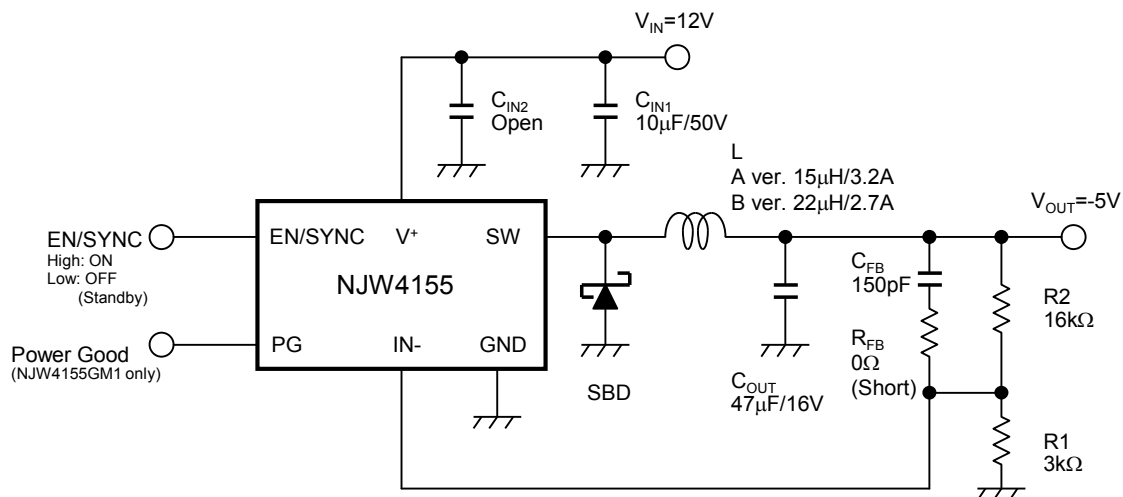 V_IN=12V
C_IN2
Open
C_IN1
10μF/50V
L
A ver. 15μH/3.2A
B ver. 22μH/2.7A
V_OUT=-5V
EN/SYNC
High: ON
Low: OFF
(Standby)
EN/SYNC
V⁺
SW
NJW4155
Power Good
(NJW4155GM1 only)
PG
IN-
GND
SBD
C_OUT
47μF/16V
C_FB
150pF
R_FB
0Ω
(Short)
R2
16kΩ
R1
3kΩ